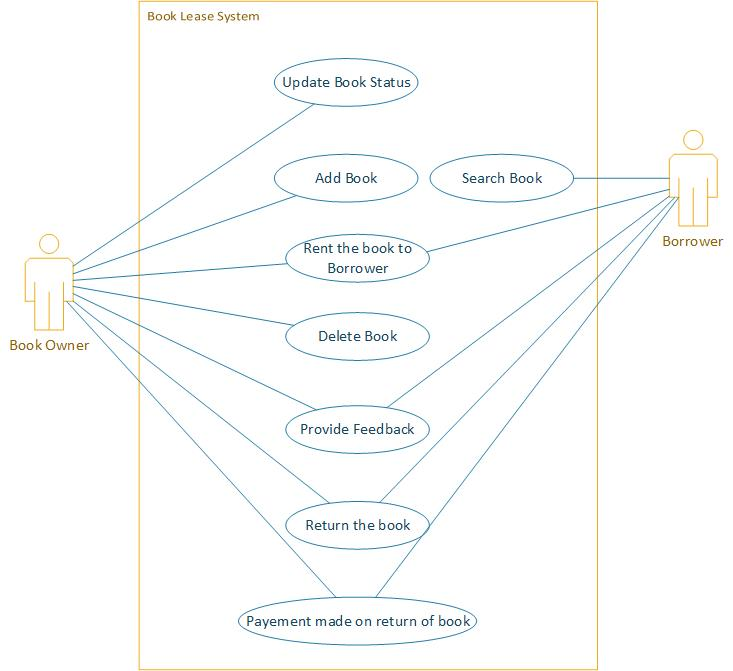 Book Lease System
Update Book Status
Add Book
Search Book
Rent the book to
Borrower
Borrower
Delete Book
Book Owner
Provide Feedback
Return the book
Payement made on return of book